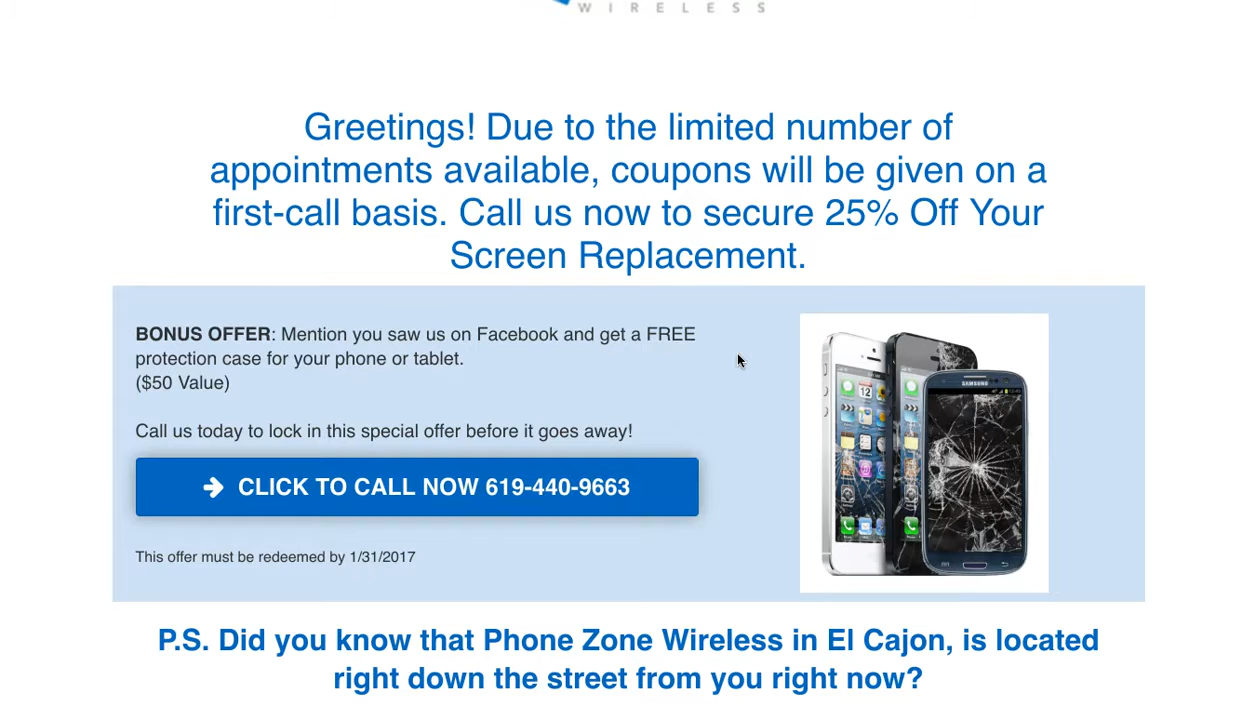 WIRELESS
Greetings! Due to the limited number of
appointments available, coupons will be given on a
first-call basis. Call us now to secure 25% Off Your
Screen Replacement.
BONUS OFFER: Mention you saw us on Facebook and get a FREE
protection case for your phone or tablet.
($50 Value)
Call us today to lock in this special offer before it goes away!
CLICK TO CALL NOW 619-440-9663
This offer must be redeemed by 1/31/2017
SAMSUNG
P.S. Did you know that Phone Zone Wireless in El Cajon, is located
right down the street from you right now?